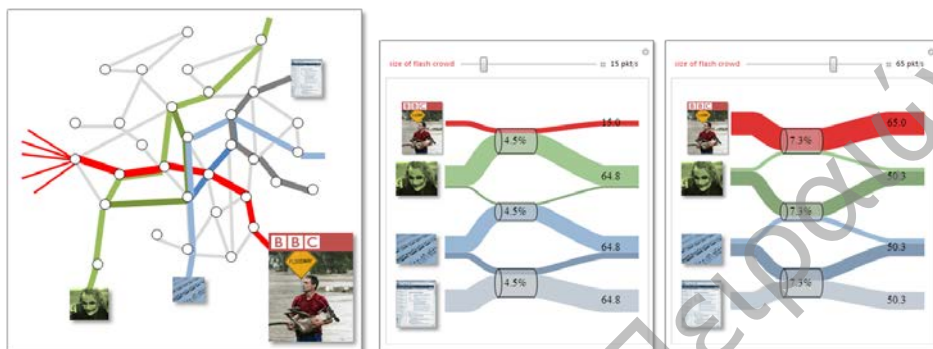 BBC
FLOODWAY
size of flash crowd 15 pkt/s
BBC
15.0
4.5%
64.8
4.5%
64.8
4.5%
64.8
size of flash crowd 65 pkt/s
BBC
65.0
7.3%
50.3
7.3%
50.3
7.3%
50.3
Πειραιώς